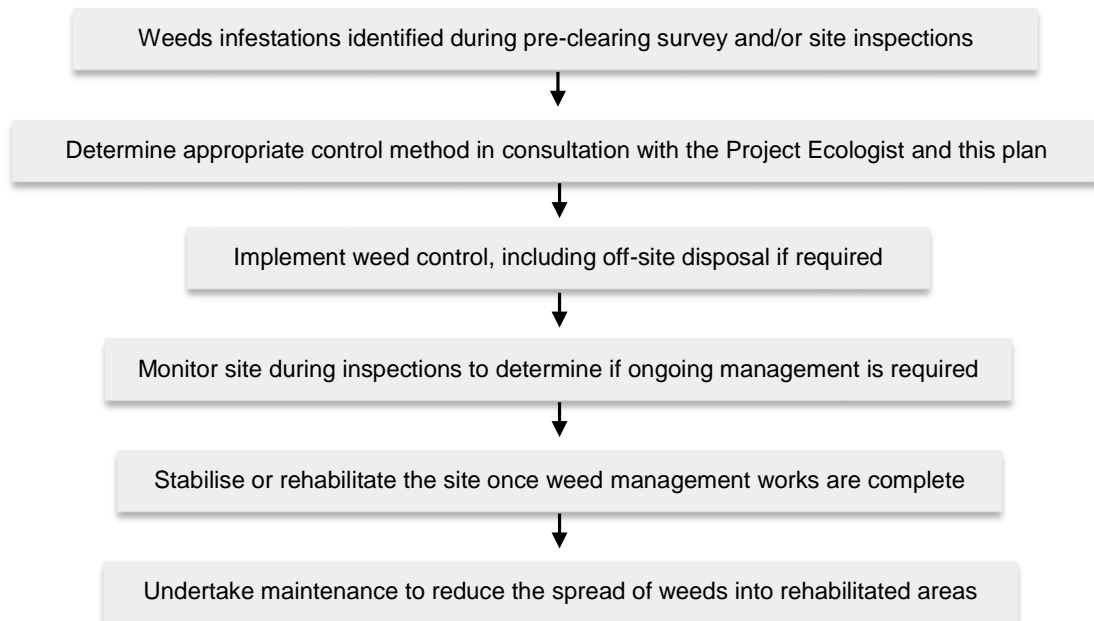 Weeds infestations identified during pre-clearing survey and/or site inspections
Determine appropriate control method in consultation with the Project Ecologist and this plan
Implement weed control, including off-site disposal if required
Monitor site during inspections to determine if ongoing management is required
Stabilise or rehabilitate the site once weed management works are complete
Undertake maintenance to reduce the spread of weeds into rehabilitated areas